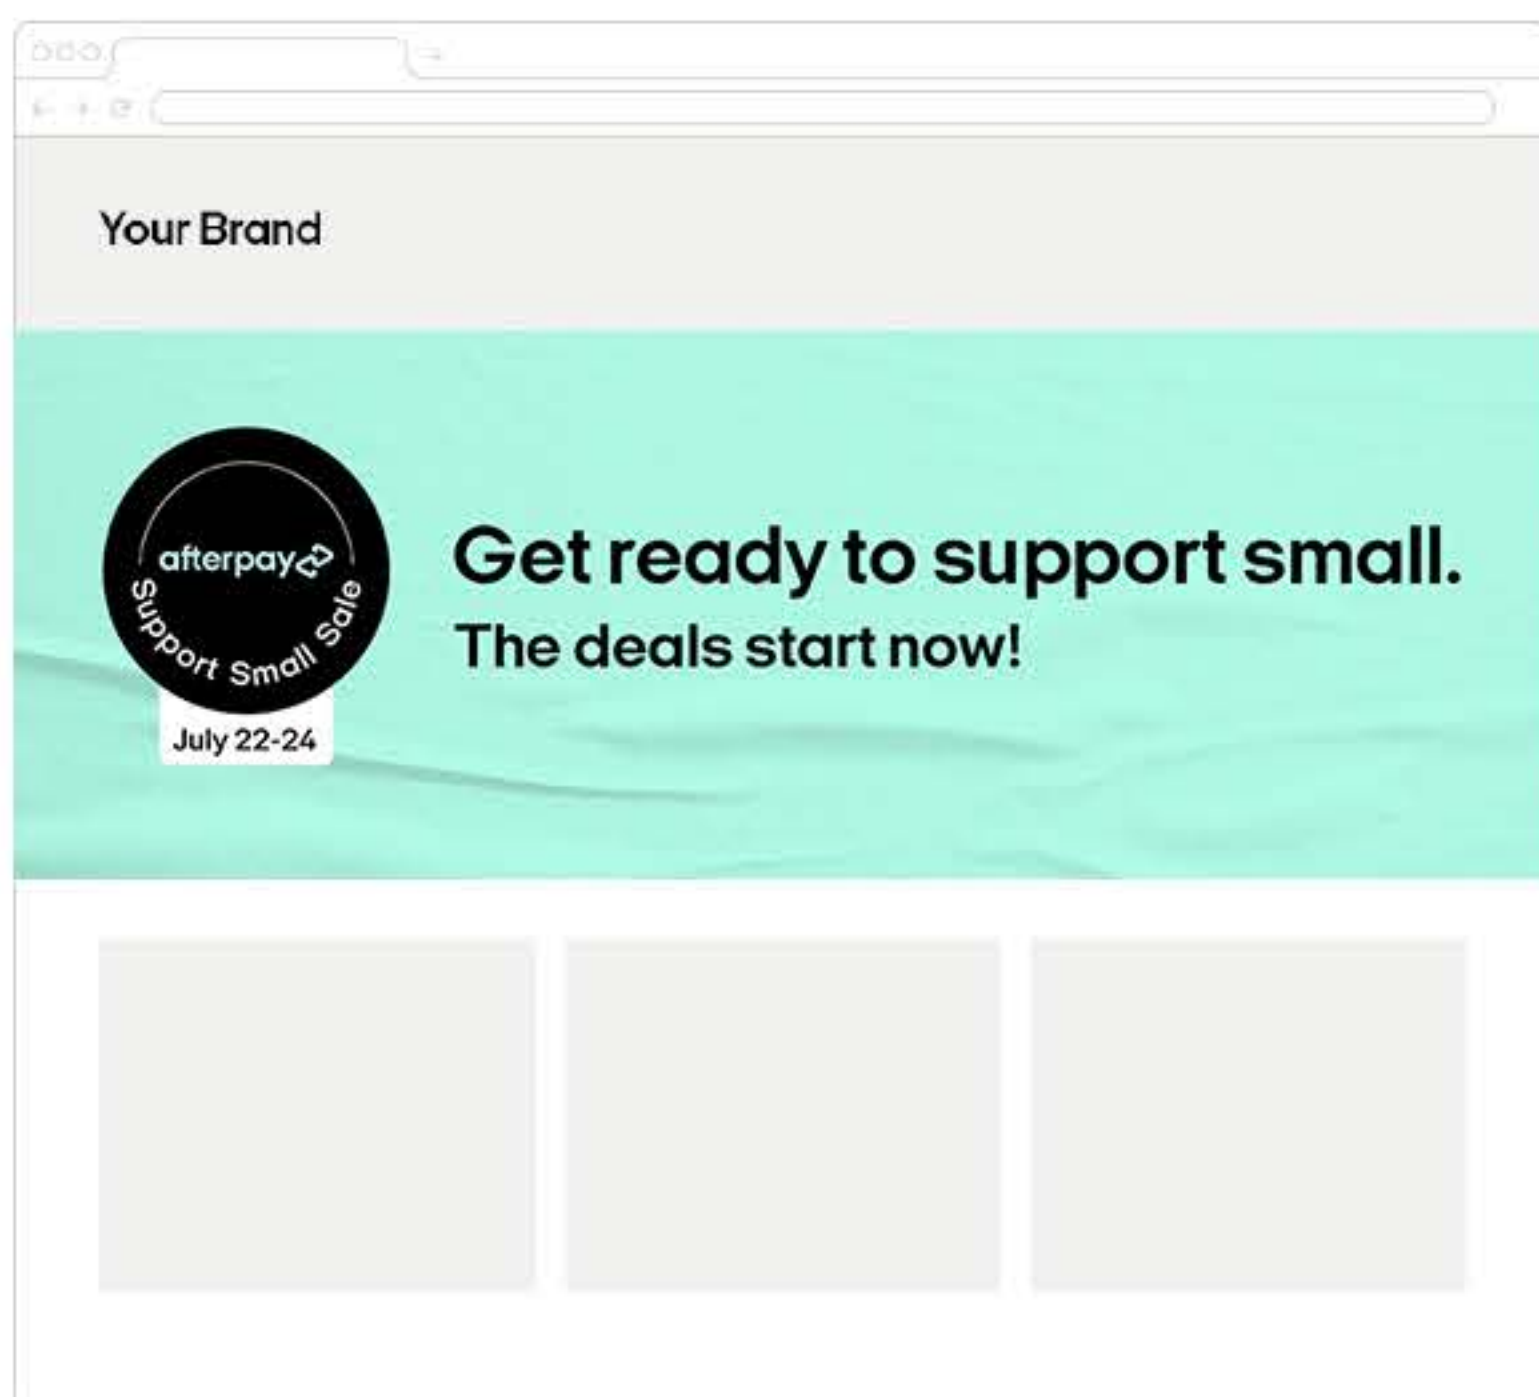 Your Brand
afterpay
Support Small Sale
July 22-24
Get ready to support small.
The deals start now!